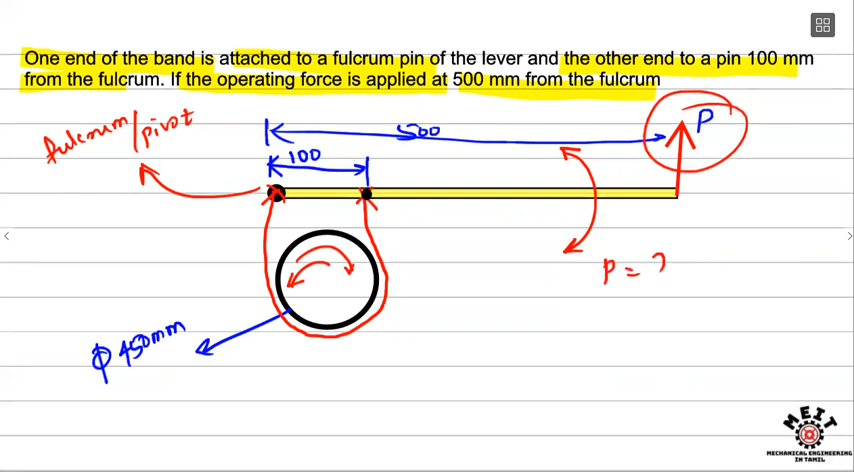 One end of the band is attached to a fulcrum pin of the lever and the other end to a pin 100 mm
from the fulcrum. If the operating force is applied at 500 mm from the fulcrum
fulcrum/pivot
500
P
100
P = ?
φ 450mm
MEIT
MECHANICAL ENGINEERING
IN TAMIL